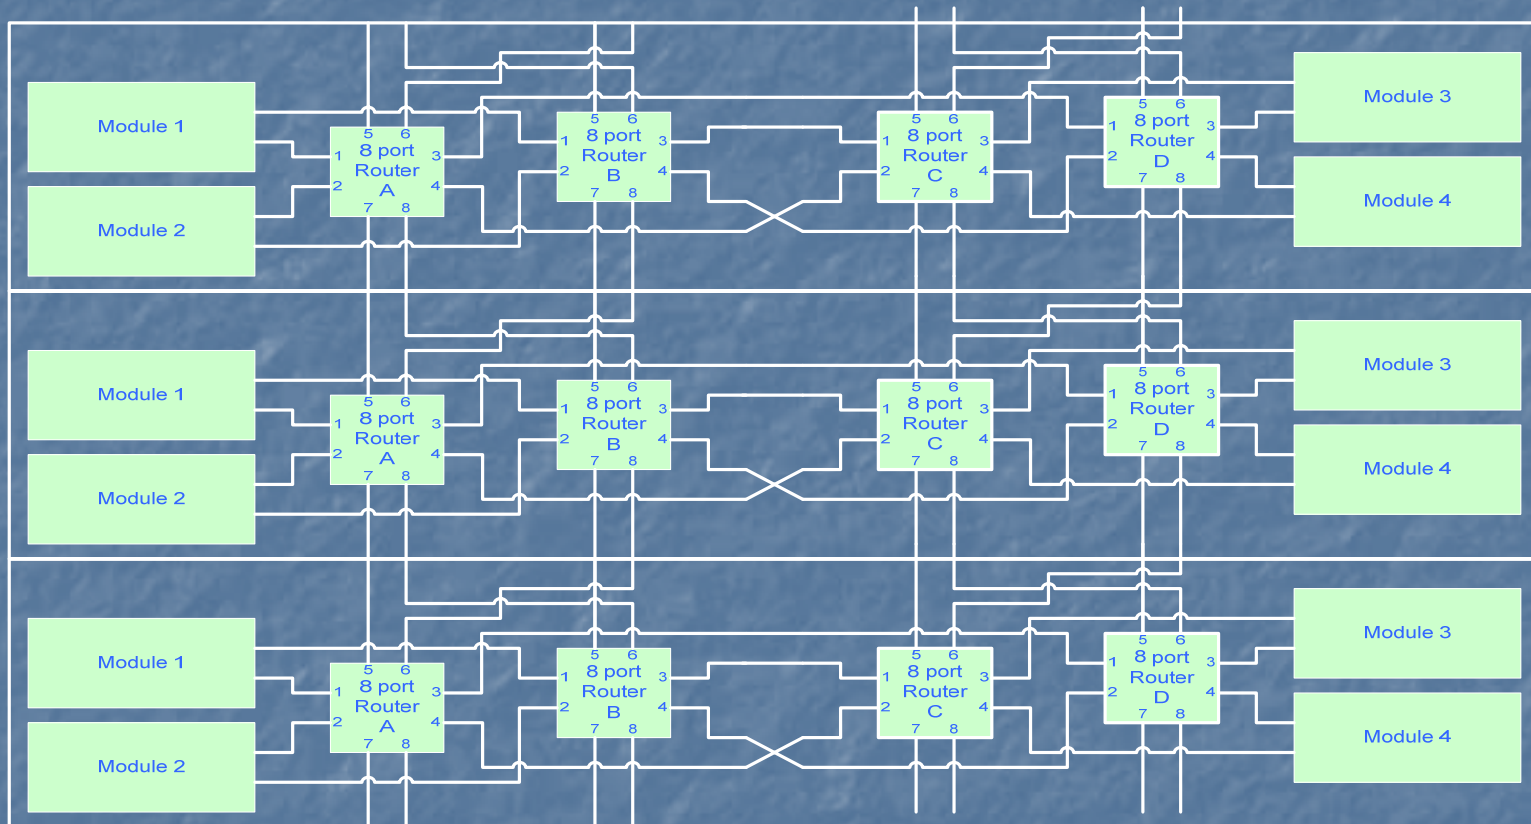 Module 1
Module 2
5 6
8 port
1 3
Router
2 4
A
7 8
5 6
8 port
1 3
Router
2 4
B
7 8
5 6
8 port
1 3
Router
2 4
C
7 8
5 6
8 port
1 3
Router
2 4
D
7 8
Module 3
Module 4
Module 1
Module 2
5 6
8 port
1 3
Router
2 4
A
7 8
5 6
8 port
1 3
Router
2 4
B
7 8
5 6
8 port
1 3
Router
2 4
C
7 8
5 6
8 port
1 3
Router
2 4
D
7 8
Module 3
Module 4
Module 1
Module 2
5 6
8 port
1 3
Router
2 4
A
7 8
5 6
8 port
1 3
Router
2 4
B
7 8
5 6
8 port
1 3
Router
2 4
C
7 8
5 6
8 port
1 3
Router
2 4
D
7 8
Module 3
Module 4